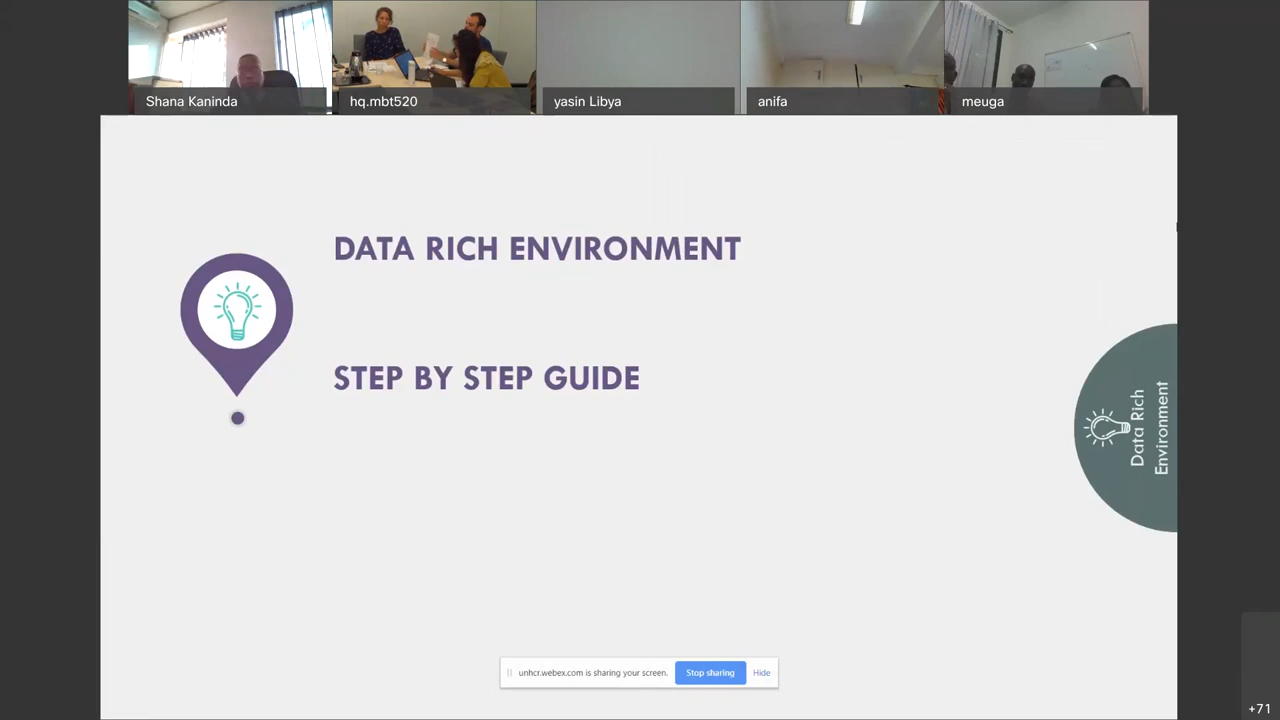 Shana Kaninda
hq.mbt520
yasin Libya
anifa
meuga
DATA RICH ENVIRONMENT
STEP BY STEP GUIDE
Data Rich
Environment
unhcr.webex.com is sharing your screen.
Stop sharing
Hide
+71